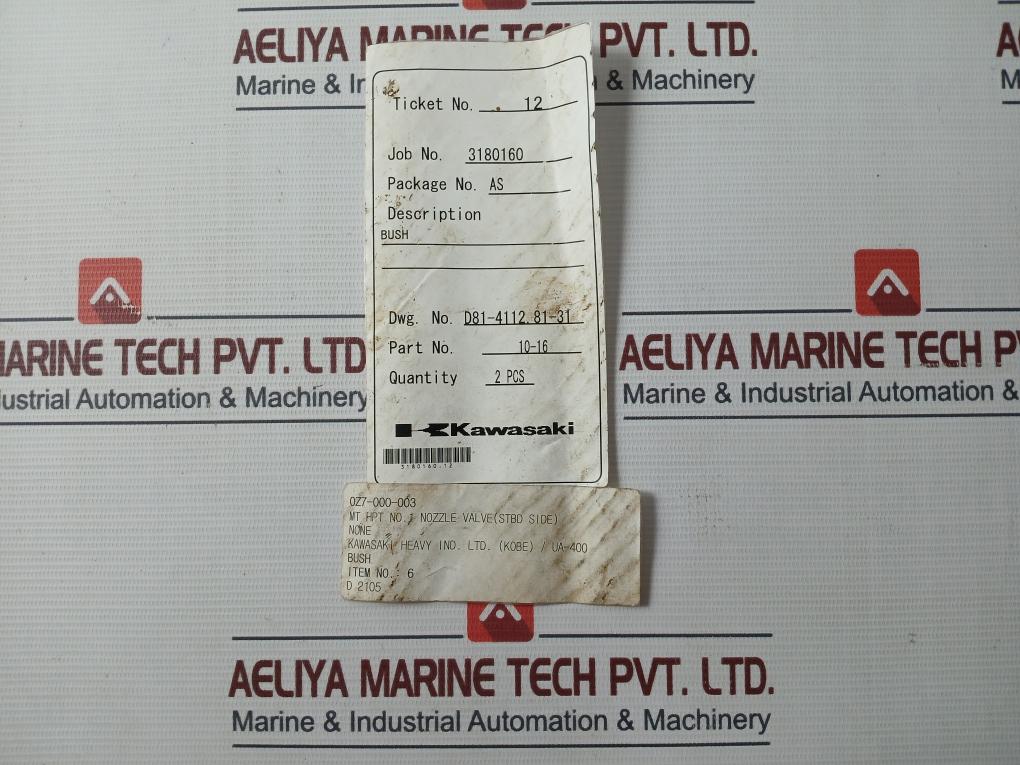 AELIYA MARINE TECH PVT. LTD.
Marine & Industrial Automation & Machinery
Ticket No. 12
Job No. 3180160
Package No. AS
Description
BUSH
Dwg. No. D81-4112.81-31
Part No. 10-16
Quantity 2 PCS
Kawasaki
3180160.12
0Z7-000-003
MT HPT NO.1 NOZZLE VALVE(STBD SIDE)
NONE
KAWASAKI HEAVY IND. LTD. (KOBE) / UA-400
BUSH
ITEM NO.: 6
D 2105
MARINE TECH PVT. LTD
ustrial Automation & Machinery
AELIYA MARINE TECH P
Marine & Industrial Automation &
AELIYA MARINE TECH PVT. LTD.
Marine & Industrial Automation & Machinery